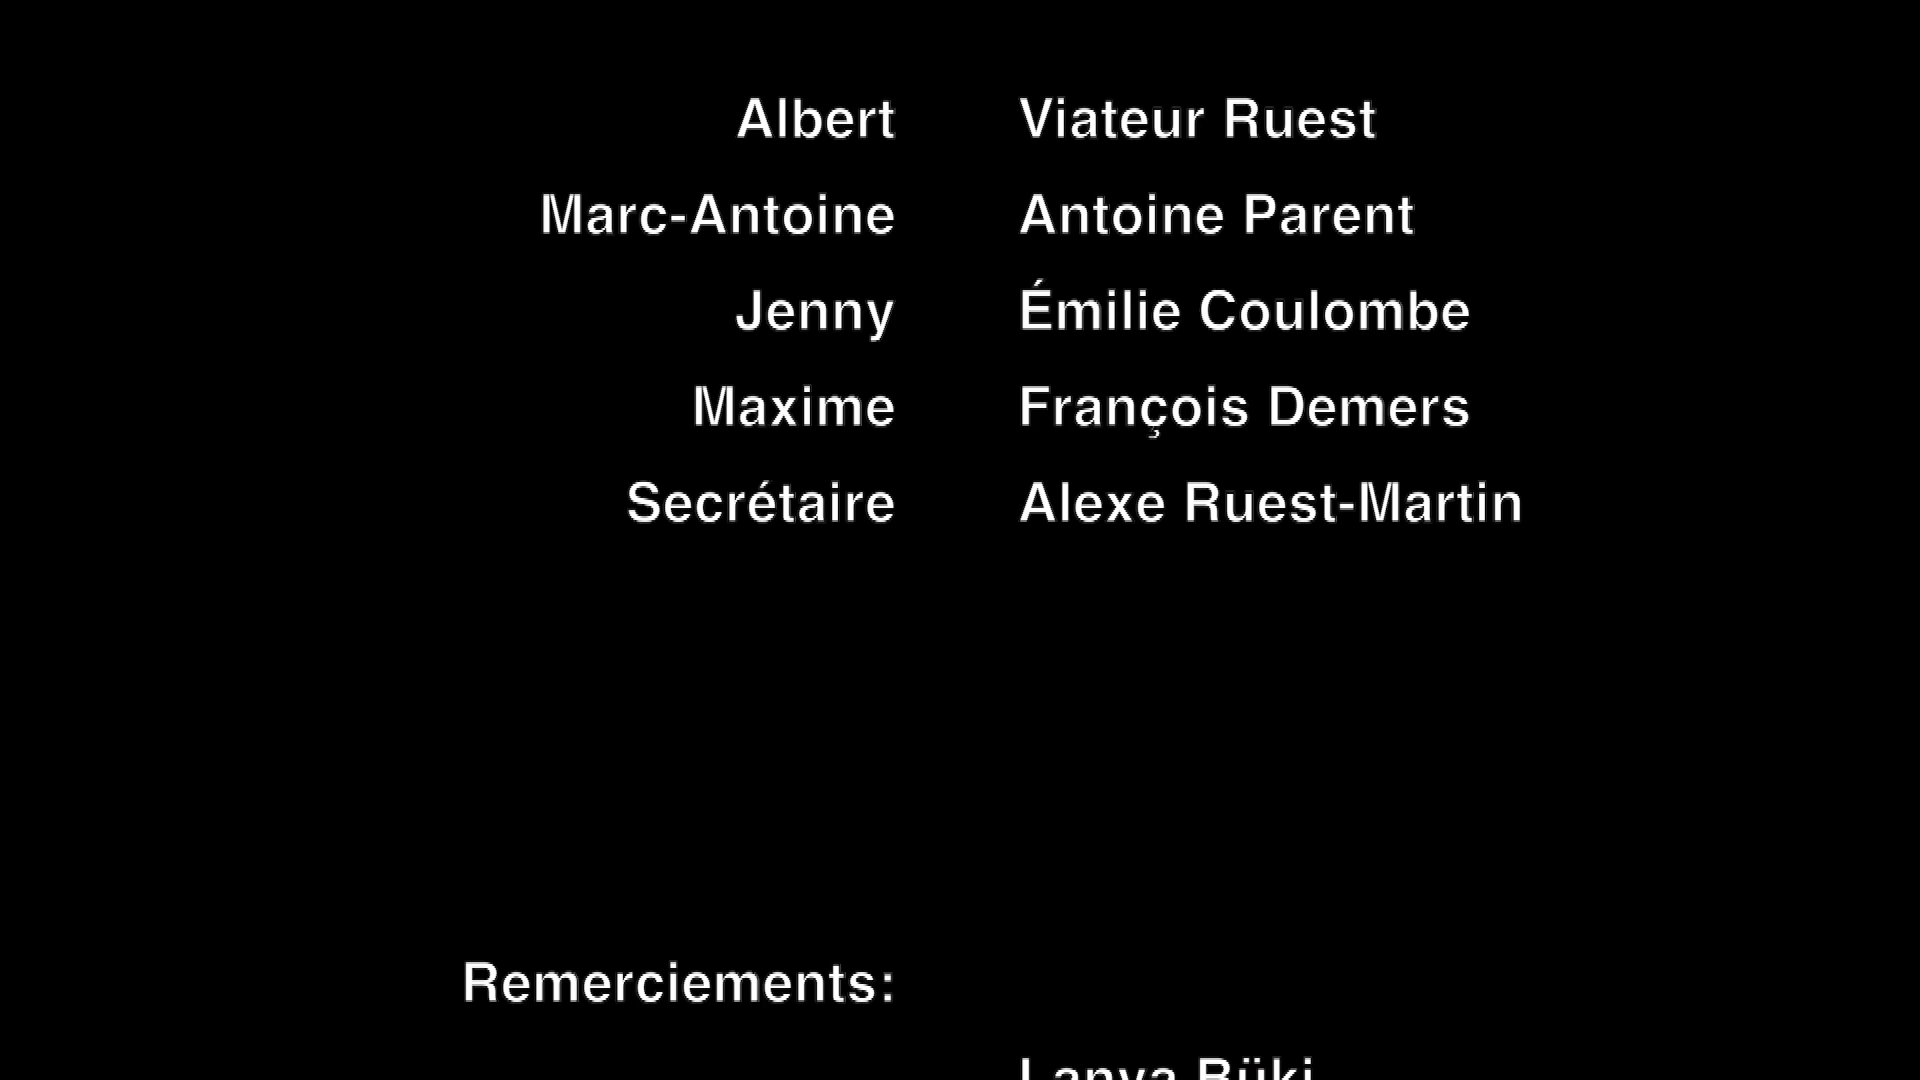 Albert Viateur Ruest
Marc-Antoine Antoine Parent
Jenny Émilie Coulombe
Maxime François Demers
Secrétaire Alexe Ruest-Martin
Remerciements: